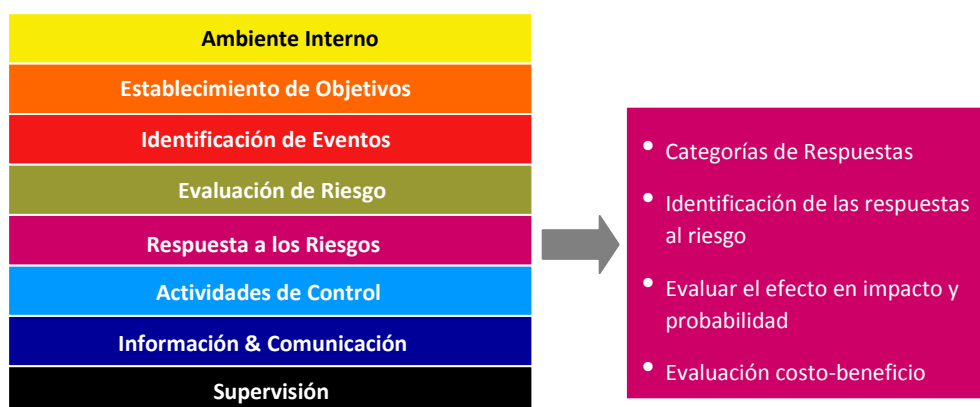 Ambiente Interno
Establecimiento de Objetivos
Identificación de Eventos
Evaluación de Riesgo
Respuesta a los Riesgos
Actividades de Control
Información & Comunicación
Supervisión
• Categorías de Respuestas
• Identificación de las respuestas
al riesgo
• Evaluar el efecto en impacto y
probabilidad
• Evaluación costo-beneficio